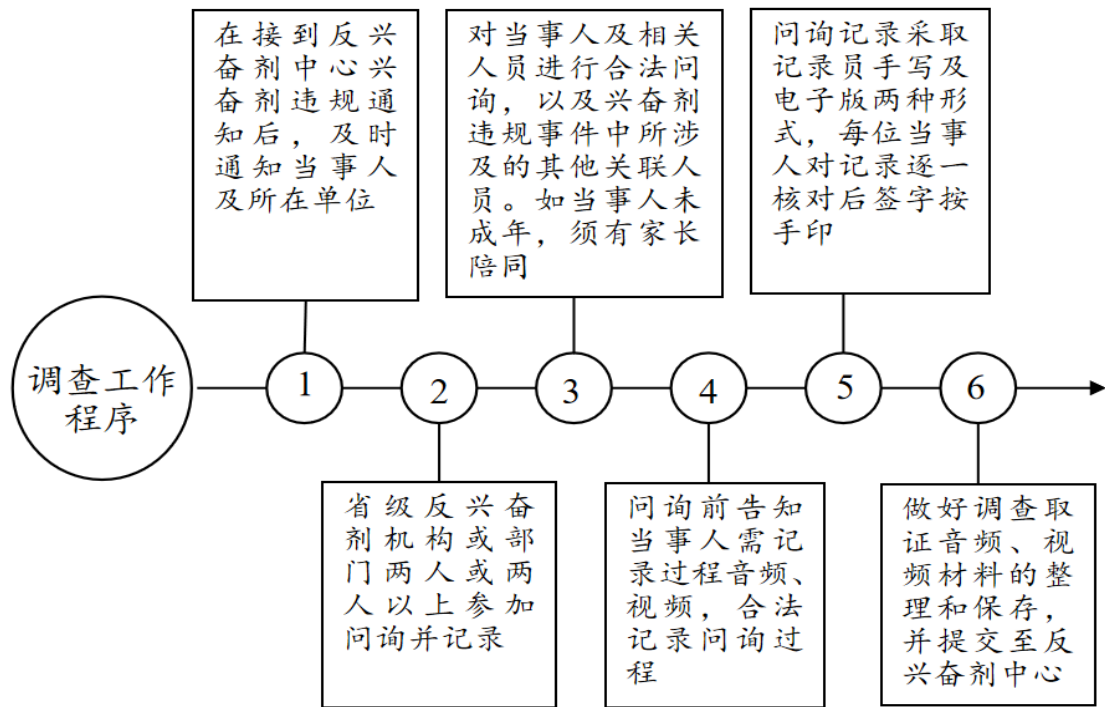 调查工作
程序
1
在接到反兴
奋剂中心兴
奋剂违规通
知后，及时
通知当事人
及所在单位
2
省级反兴奋
剂机构或部
门两人或两
人以上参加
问询并记录
3
对当事人及相关
人员进行合法问
询，以及兴奋剂
违规事件中所涉
及的其他关联人
员。如当事人未
成年，须有家长
陪同
4
问询前告知
当事人需记
录过程音频、
视频，合法
记录问询过
程
5
问询记录采取
记录员手写及
电子版两种形
式，每位当事
人对记录逐一
核对后签字按
手印
6
做好调查取
证音频、视
频材料的整
理和保存，
并提交至反
兴奋剂中心